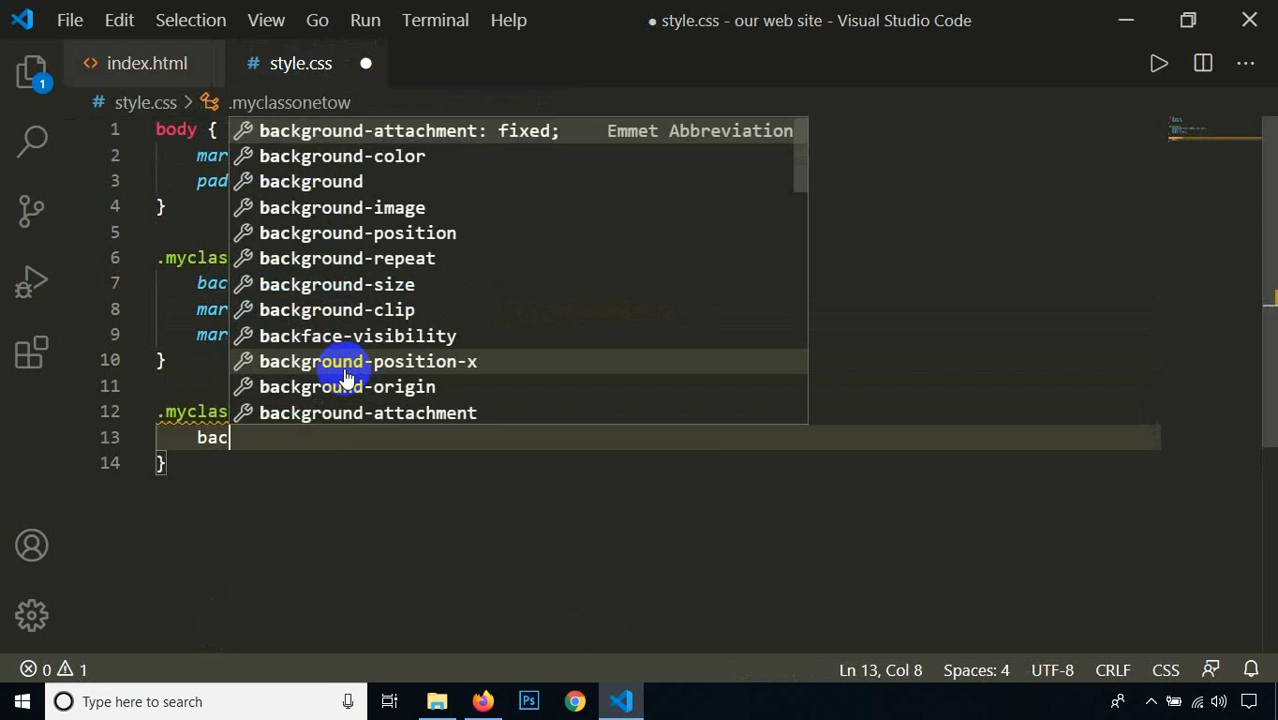 File Edit Selection View Go Run Terminal Help ● style.css - our web site - Visual Studio Code
index.html # style.css ●
# style.css > .myclassonetow
1 body {
2 mar
3 pad
4 }
5
6 .myclas
7 bac
8 mar
9 mar
10 }
11
12 .myclas
13 bac
14 }
background-attachment: fixed; Emmet Abbreviation
background-color
background
background-image
background-position
background-repeat
background-size
background-clip
backface-visibility
background-position-x
background-origin
background-attachment
1
0 1 Ln 13, Col 8 Spaces: 4 UTF-8 CRLF CSS
Type here to search Ps